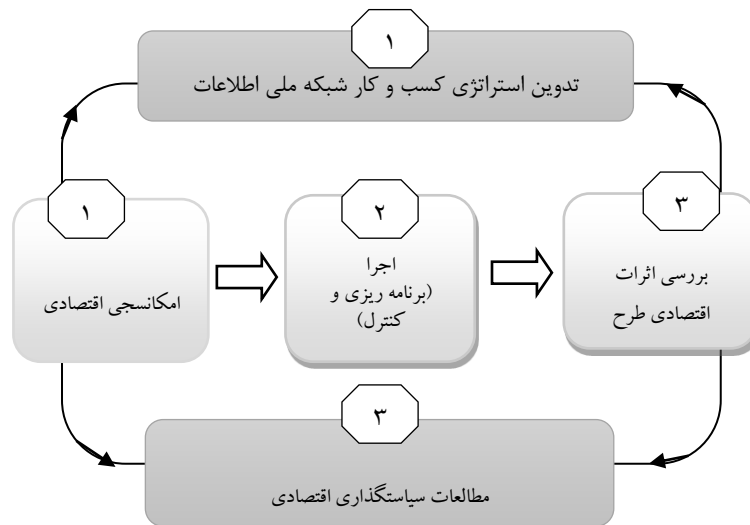 ۱
تدوین استراتژی کسب و کار شبکه ملی اطلاعات
۱
امکانسجی اقتصادی
۲
اجرا
(برنامه ریزی و
کنترل)
۳
بررسی اثرات
اقتصادی طرح
۳
مطالعات سیاستگذاری اقتصادی